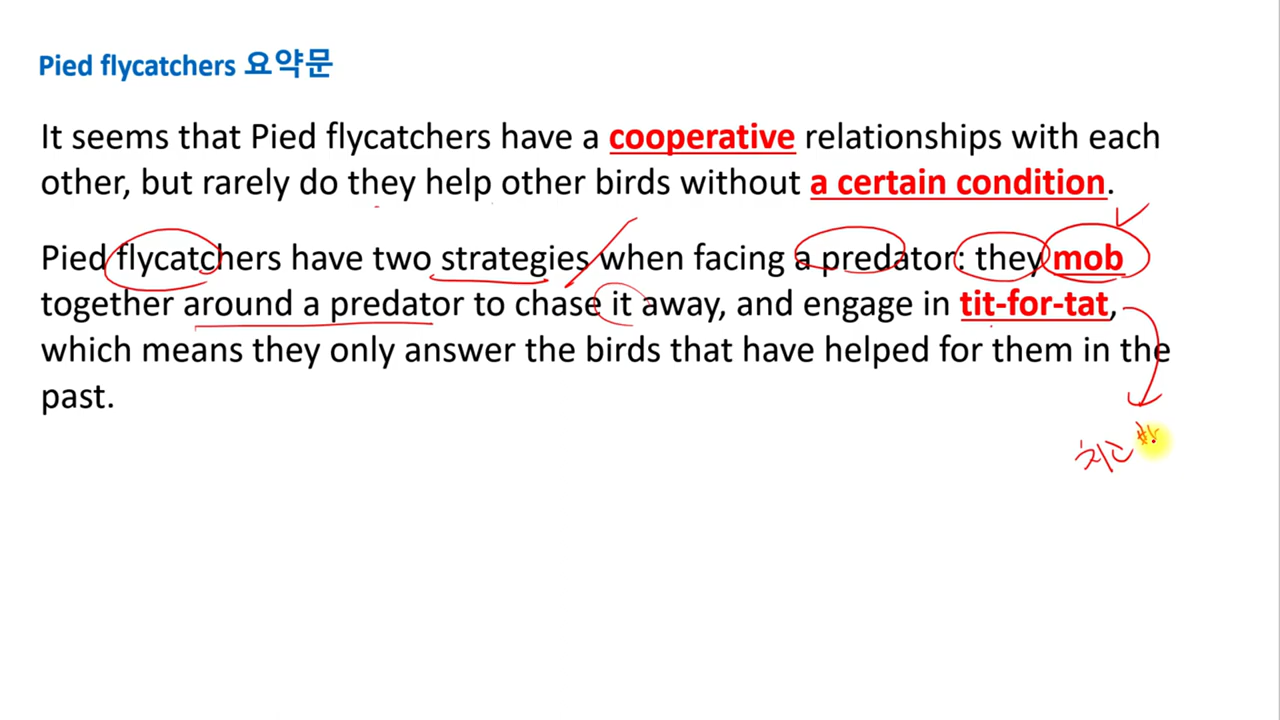 Pied flycatchers 요약문
It seems that Pied flycatchers have a cooperative relationships with each
other, but rarely do they help other birds without a certain condition.
Pied flycatchers have two strategies when facing a predator: they mob
together around a predator to chase it away, and engage in tit-for-tat,
which means they only answer the birds that have helped for them in the
past.